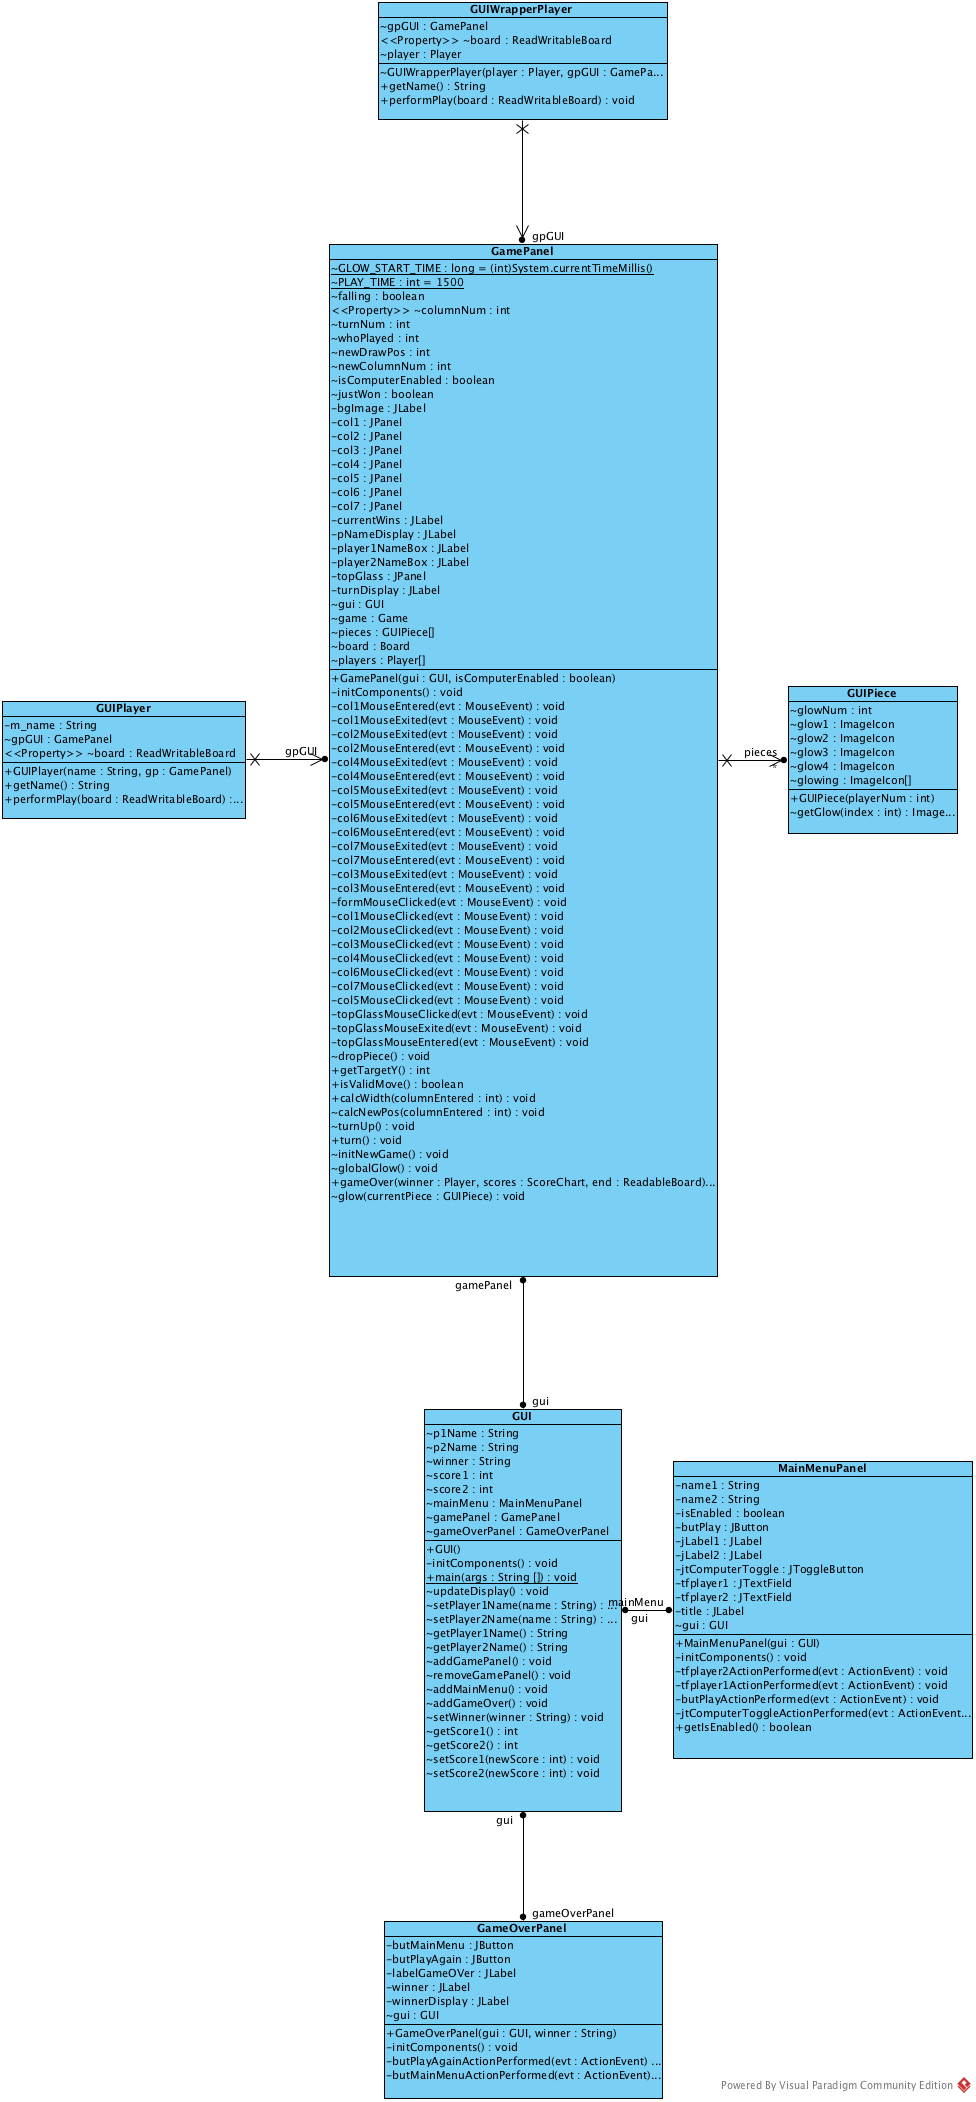 GUIWrapperPlayer
~gpGUI : GamePanel
<<Property>> ~board : ReadWritableBoard
~player : Player
~GUIWrapperPlayer(player : Player, gpGUI : GamePa...
+getName() : String
+performPlay(board : ReadWritableBoard) : void
gpGUI
GamePanel
~GLOW_START_TIME : long = (int)System.currentTimeMillis()
~PLAY_TIME : int = 1500
~falling : boolean
<<Property>> ~columnNum : int
~turnNum : int
~whoPlayed : int
~newDrawPos : int
~newColumnNum : int
~isComputerEnabled : boolean
~justWon : boolean
-bgImage : JLabel
-col1 : JPanel
-col2 : JPanel
-col3 : JPanel
-col4 : JPanel
-col5 : JPanel
-col6 : JPanel
-col7 : JPanel
-currentWins : JLabel
-pNameDisplay : JLabel
-player1NameBox : JLabel
-player2NameBox : JLabel
-topGlass : JPanel
-turnDisplay : JLabel
~gui : GUI
~game : Game
~pieces : GUIPiece[]
~board : Board
~players : Player[]
+GamePanel(gui : GUI, isComputerEnabled : boolean)
-initComponents() : void
-col1MouseEntered(evt : MouseEvent) : void
-col1MouseExited(evt : MouseEvent) : void
-col2MouseExited(evt : MouseEvent) : void
-col2MouseEntered(evt : MouseEvent) : void
-col4MouseExited(evt : MouseEvent) : void
-col4MouseEntered(evt : MouseEvent) : void
-col5MouseExited(evt : MouseEvent) : void
-col5MouseEntered(evt : MouseEvent) : void
-col6MouseExited(evt : MouseEvent) : void
-col6MouseEntered(evt : MouseEvent) : void
-col7MouseExited(evt : MouseEvent) : void
-col7MouseEntered(evt : MouseEvent) : void
-col3MouseExited(evt : MouseEvent) : void
-col3MouseEntered(evt : MouseEvent) : void
-formMouseClicked(evt : MouseEvent) : void
-col1MouseClicked(evt : MouseEvent) : void
-col2MouseClicked(evt : MouseEvent) : void
-col3MouseClicked(evt : MouseEvent) : void
-col4MouseClicked(evt : MouseEvent) : void
-col6MouseClicked(evt : MouseEvent) : void
-col7MouseClicked(evt : MouseEvent) : void
-col5MouseClicked(evt : MouseEvent) : void
-topGlassMouseClicked(evt : MouseEvent) : void
-topGlassMouseExited(evt : MouseEvent) : void
-topGlassMouseEntered(evt : MouseEvent) : void
~dropPiece() : void
+getTargetY() : int
+isValidMove() : boolean
+calcWidth(columnEntered : int) : void
~calcNewPos(columnEntered : int) : void
~turnUp() : void
+turn() : void
~initNewGame() : void
~globalGlow() : void
+gameOver(winner : Player, scores : ScoreChart, end : ReadableBoard)...
~glow(currentPiece : GUIPiece) : void
GUIPlayer
-m_name : String
~gpGUI : GamePanel
<<Property>> ~board : ReadWritableBoard
+GUIPlayer(name : String, gp : GamePanel)
+getName() : String
+performPlay(board : ReadWritableBoard) :...
gpGUI
pieces
*
GUIPiece
~glowNum : int
~glow1 : ImageIcon
~glow2 : ImageIcon
~glow3 : ImageIcon
~glow4 : ImageIcon
~glowing : ImageIcon[]
+GUIPiece(playerNum : int)
~getGlow(index : int) : Image...
gamePanel
gui
GUI
~p1Name : String
~p2Name : String
~winner : String
~score1 : int
~score2 : int
~mainMenu : MainMenuPanel
~gamePanel : GamePanel
~gameOverPanel : GameOverPanel
+GUI()
-initComponents() : void
+main(args : String []) : void
~updateDisplay() : void
~setPlayer1Name(name : String) : ...
~setPlayer2Name(name : String) : ...
~getPlayer1Name() : String
~getPlayer2Name() : String
~addGamePanel() : void
~removeGamePanel() : void
~addMainMenu() : void
~addGameOver() : void
~setWinner(winner : String) : void
~getScore1() : int
~getScore2() : int
~setScore1(newScore : int) : void
~setScore2(newScore : int) : void
mainMenu
gui
MainMenuPanel
-name1 : String
-name2 : String
-isEnabled : boolean
-butPlay : JButton
-jLabel1 : JLabel
-jLabel2 : JLabel
-jtComputerToggle : JToggleButton
-tfplayer1 : JTextField
-tfplayer2 : JTextField
-title : JLabel
~gui : GUI
+MainMenuPanel(gui : GUI)
-initComponents() : void
-tfplayer2ActionPerformed(evt : ActionEvent) : void
-tfplayer1ActionPerformed(evt : ActionEvent) : void
-butPlayActionPerformed(evt : ActionEvent) : void
-jtComputerToggleActionPerformed(evt : ActionEvent...
+getIsEnabled() : boolean
gui
gameOverPanel
GameOverPanel
-butMainMenu : JButton
-butPlayAgain : JButton
-labelGameOVer : JLabel
-winner : JLabel
-winnerDisplay : JLabel
~gui : GUI
+GameOverPanel(gui : GUI, winner : String)
-initComponents() : void
-butPlayAgainActionPerformed(evt : ActionEvent) ...
-butMainMenuActionPerformed(evt : ActionEvent)...
Powered By Visual Paradigm Community Edition